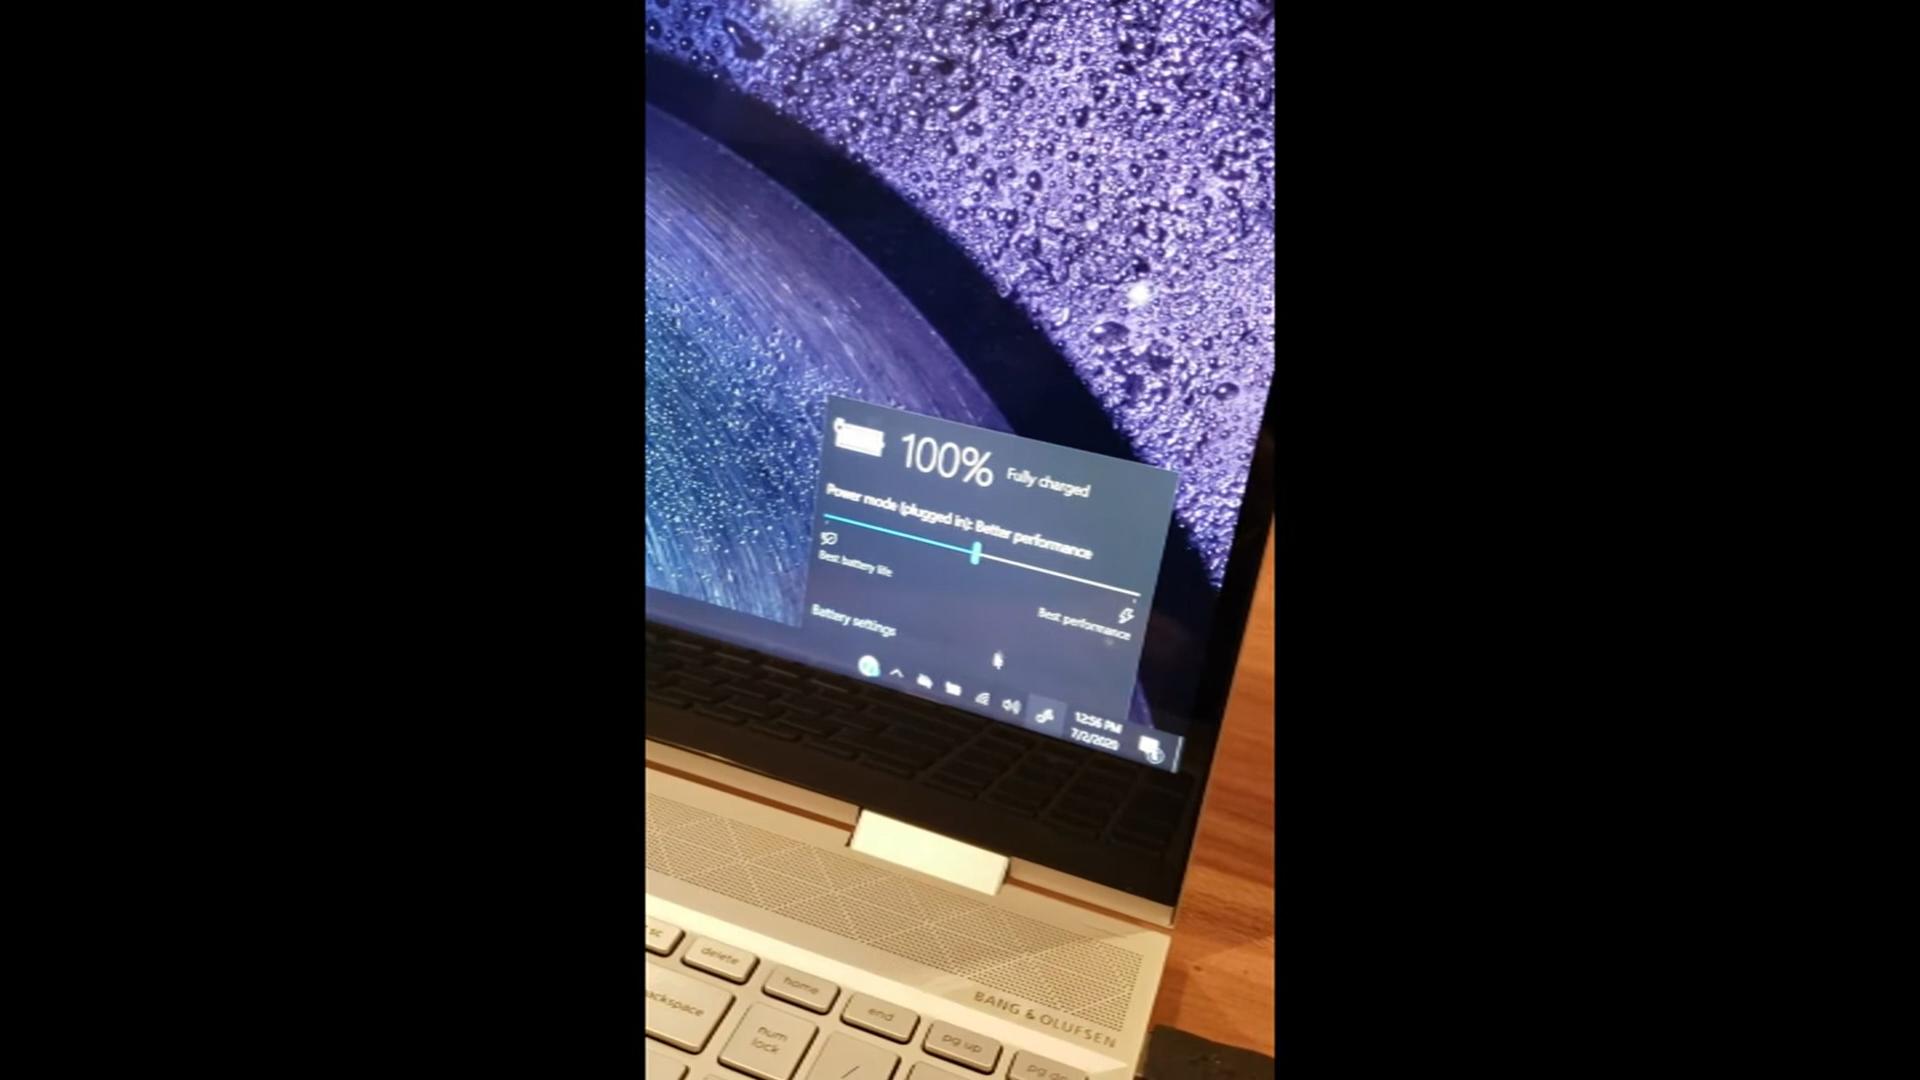 100% Fully charged
Power mode (plugged in): Better performance
Best battery life
Best performance
Battery settings
12:56 PM
7/2/2020
BANG & OLUFSEN
delete
home
end
pg up
backspace
num
lock
/